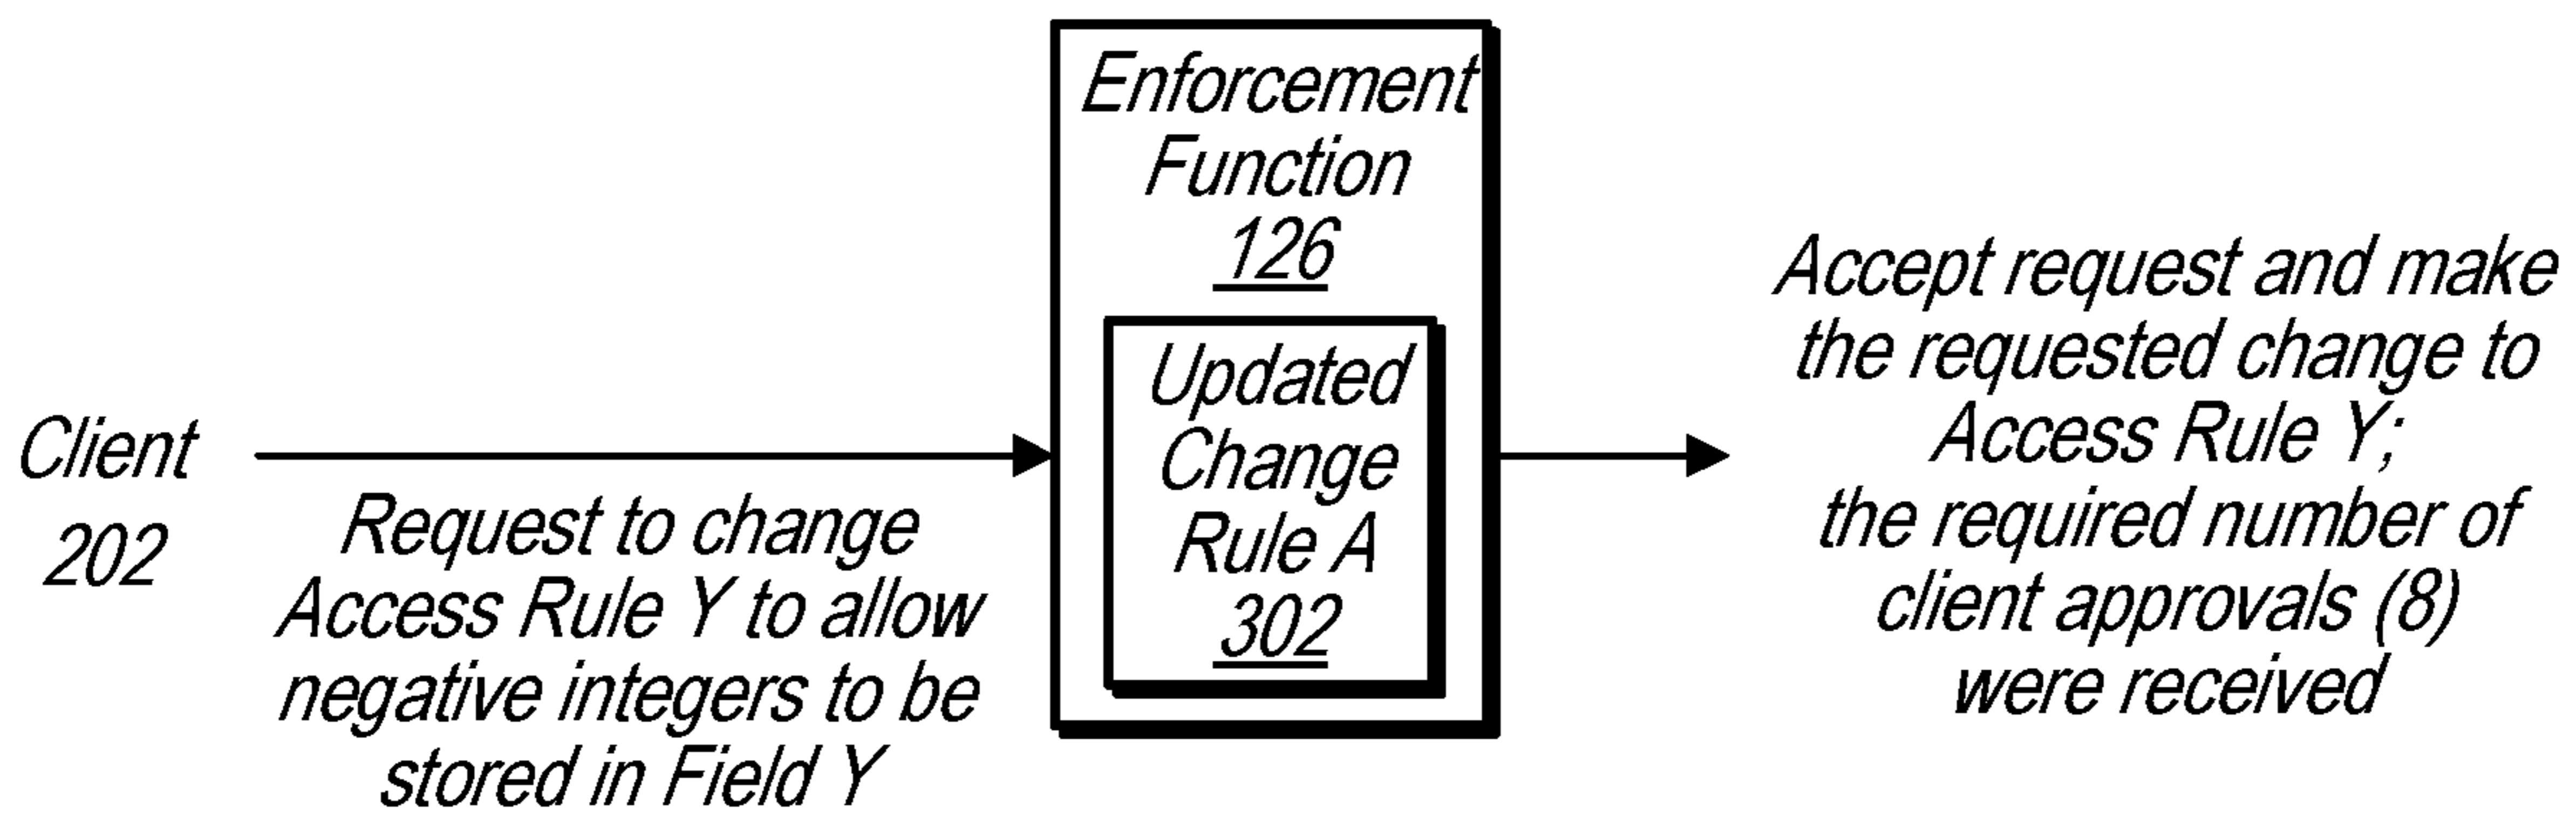 Client
202
Request to change
Access Rule Y to allow
negative integers to be
stored in Field Y
Enforcement
Function
126
Updated
Change
Rule A
302
Accept request and make
the requested change to
Access Rule Y;
the required number of
client approvals (8)
were received